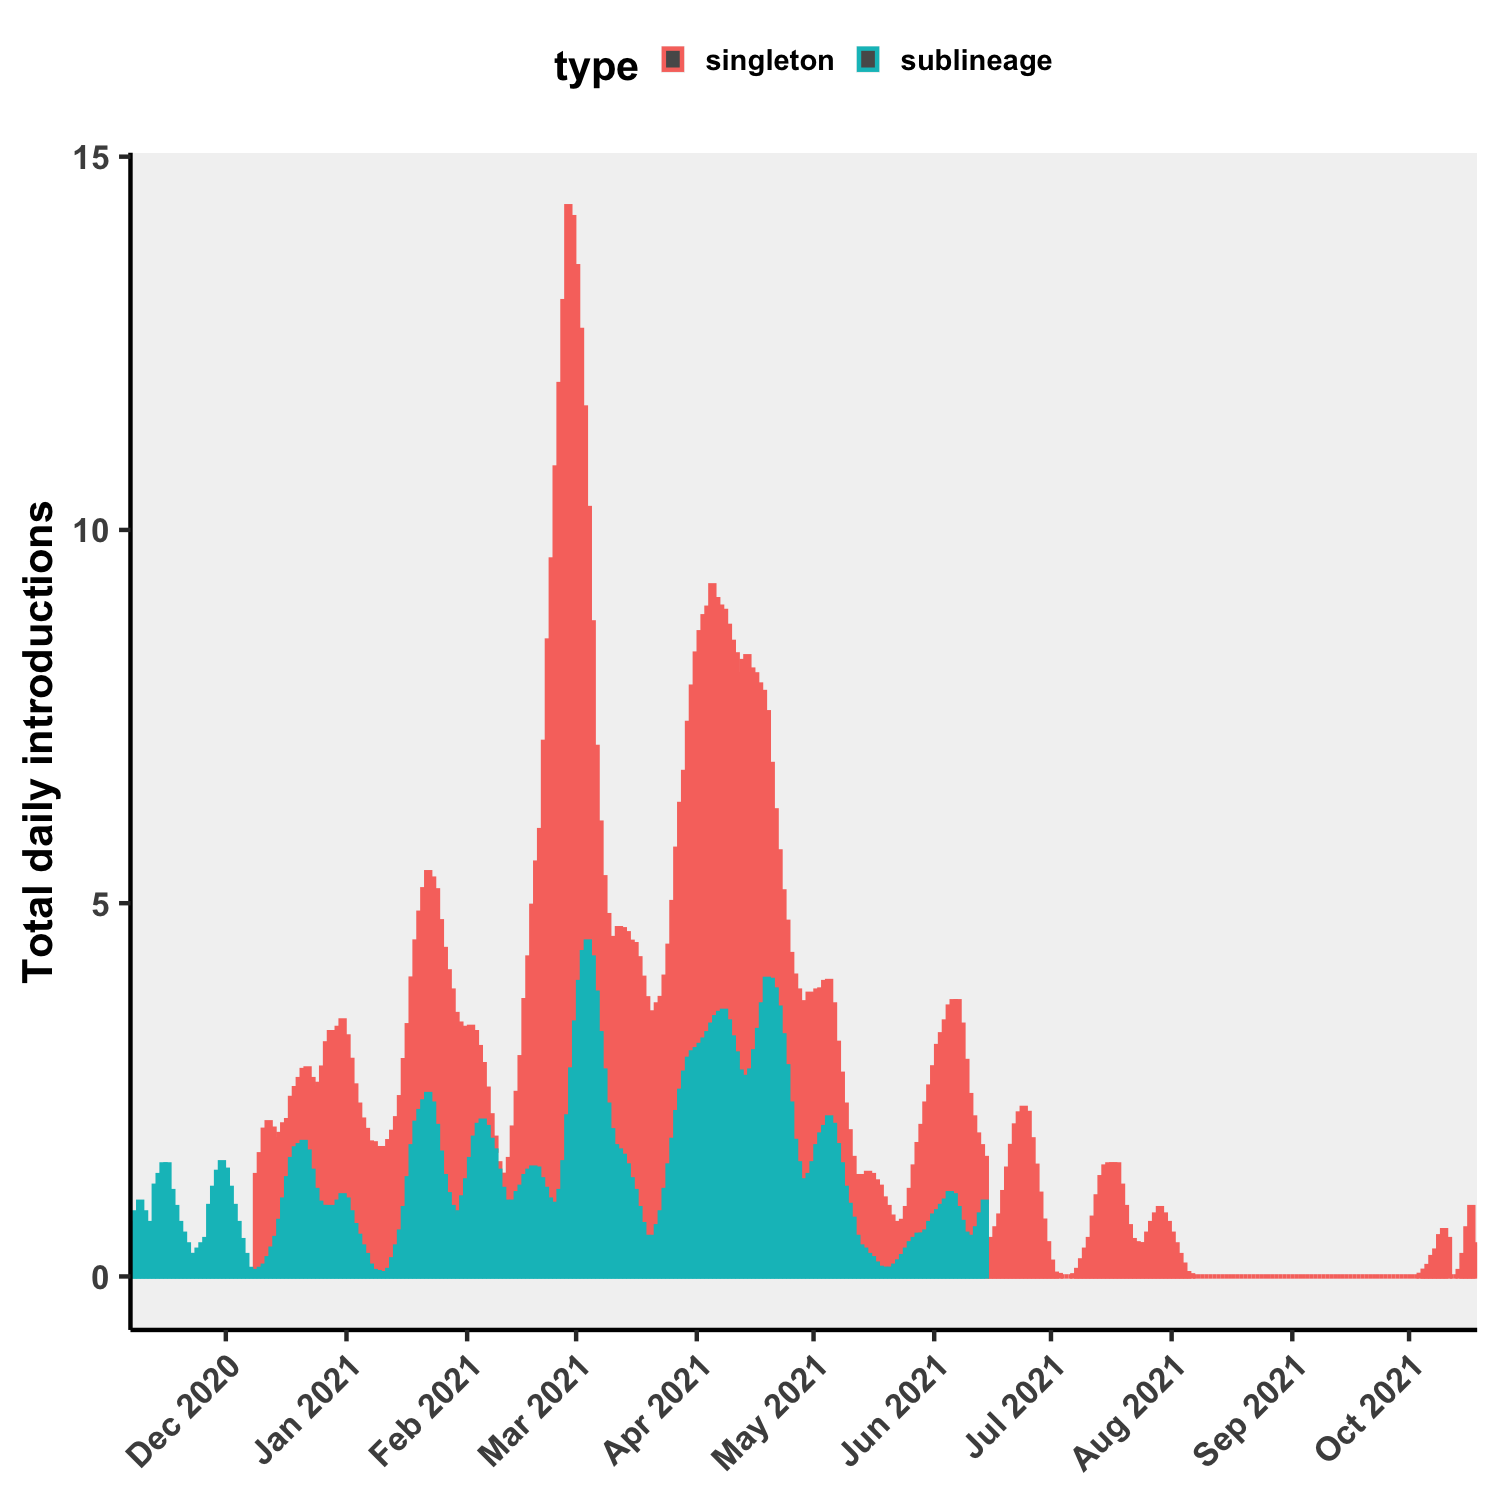 type singleton sublineage
15
10
5
0
Total daily introductions
Dec 2020
Jan 2021
Feb 2021
Mar 2021
Apr 2021
May 2021
Jun 2021
Jul 2021
Aug 2021
Sep 2021
Oct 2021